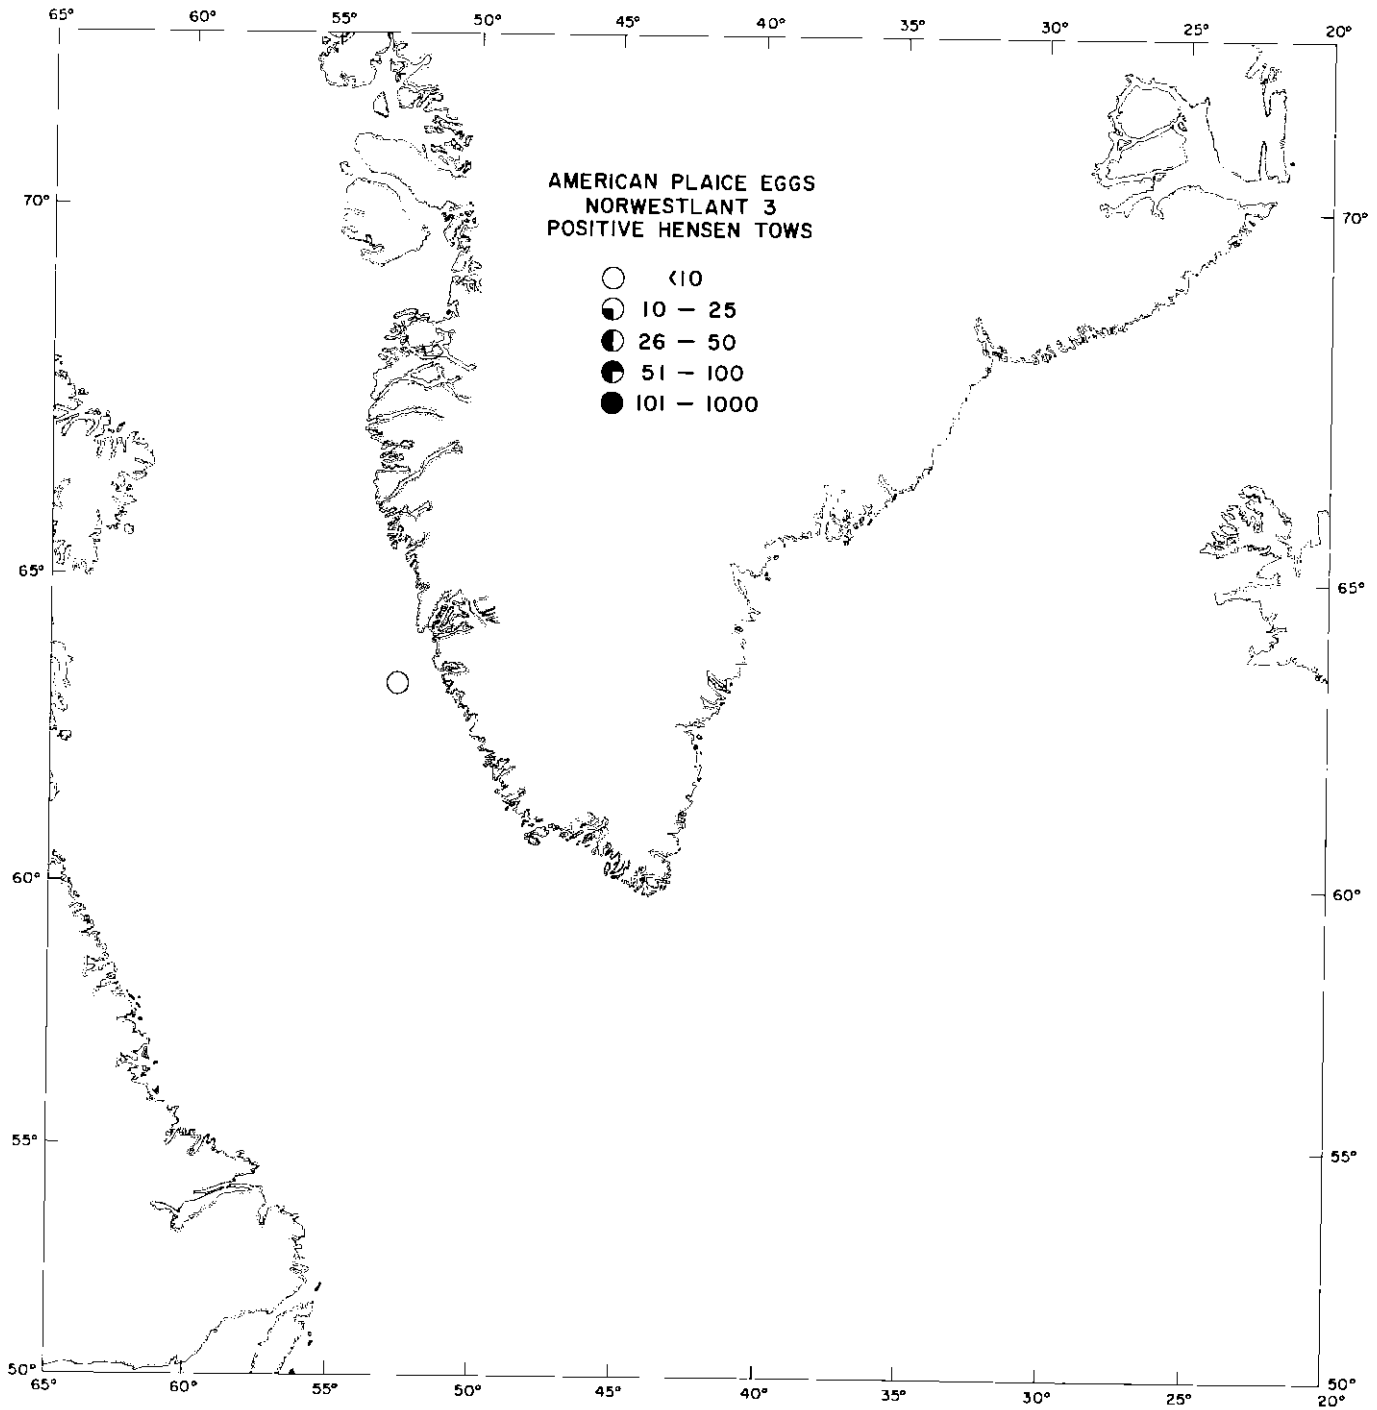 65° 60° 55° 50° 45° 40° 35° 30° 25° 20°
AMERICAN PLAICE EGGS
NORWESTLANT 3
POSITIVE HENSEN TOWS
<10
10 – 25
26 – 50
51 – 100
101 – 1000
70° 70°
65° 65°
60° 60°
55° 55°
50° 50°
65° 60° 55° 50° 45° 40° 35° 30° 25° 20°